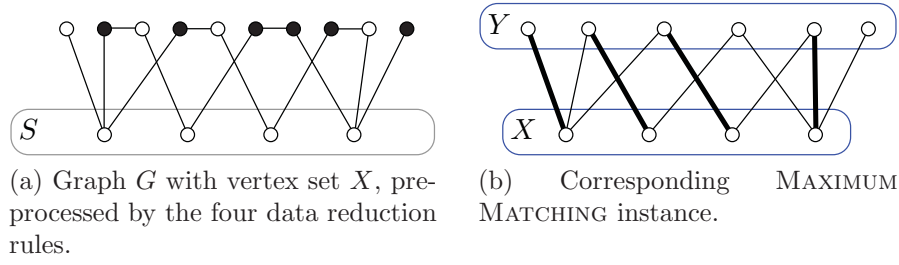 S
Y
X
(a) Graph G with vertex set X, pre-
processed by the four data reduction
rules.
(b) Corresponding MAXIMUM
MATCHING instance.